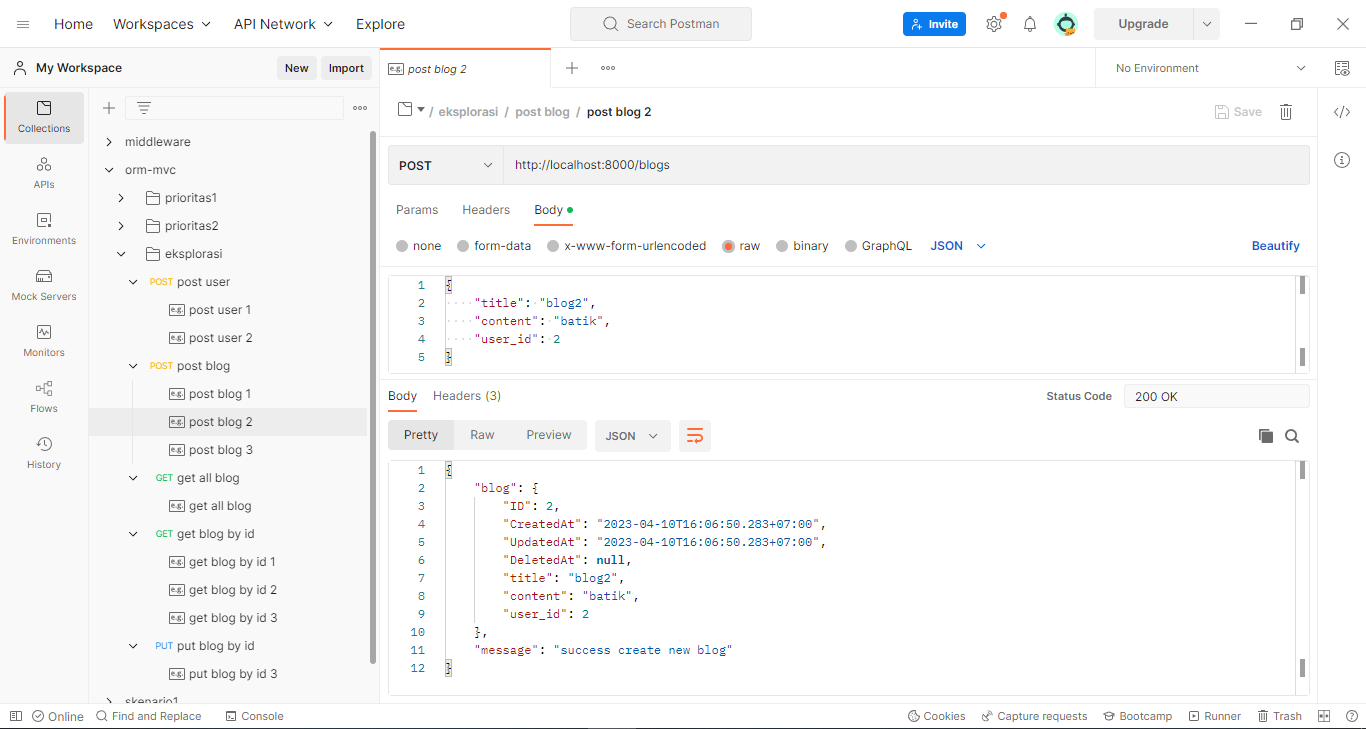 Home Workspaces API Network Explore Search Postman Invite Upgrade
My Workspace New Import
post blog 2
No Environment
Collections
APIs
Environments
Mock Servers
Monitors
Flows
History
middleware
orm-mvc
prioritas1
prioritas2
eksplorasi
POST post user
e.g. post user 1
e.g. post user 2
POST post blog
e.g. post blog 1
e.g. post blog 2
e.g. post blog 3
GET get all blog
e.g. get all blog
GET get blog by id
e.g. get blog by id 1
e.g. get blog by id 2
e.g. get blog by id 3
PUT put blog by id
e.g. put blog by id 3
skenario1
e.g. post blog 2
/ eksplorasi / post blog / post blog 2 Save
POST http://localhost:8000/blogs
Params Headers Body
none form-data x-www-form-urlencoded raw binary GraphQL JSON Beautify
1 {
2 "title": "blog2",
3 "content": "batik",
4 "user_id": 2
5 }
Body Headers (3) Status Code 200 OK
Pretty Raw Preview JSON
1 {
2 "blog": {
3 "ID": 2,
4 "CreatedAt": "2023-04-10T16:06:50.283+07:00",
5 "UpdatedAt": "2023-04-10T16:06:50.283+07:00",
6 "DeletedAt": null,
7 "title": "blog2",
8 "content": "batik",
9 "user_id": 2
10 },
11 "message": "success create new blog"
12 }
Online Find and Replace Console Cookies Capture requests Bootcamp Runner Trash